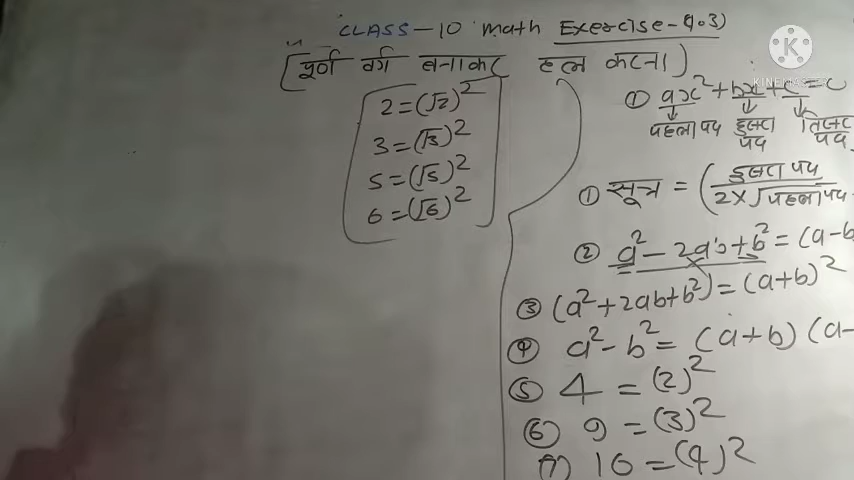 CLASS-10 math Exercise-4.3)
(पूर्ण वर्ग बनाकर हल करना)
2=(√2)²
3=(√3)²
5=(√5)²
6=(√6)²
KINEMASTER
① ax²+bx+c=0
पहला पद दुसरा पद तिसरा पद
① सूत्र = (दुसरा पद / 2×√पहला पद
② a²-2ab+b²=(a-b
③ (a²+2ab+b²)=(a+b)²
④ a²-b²=(a+b)(a-
⑤ 4=(2)²
⑥ 9=(3)²
⑦ 16=(4)²